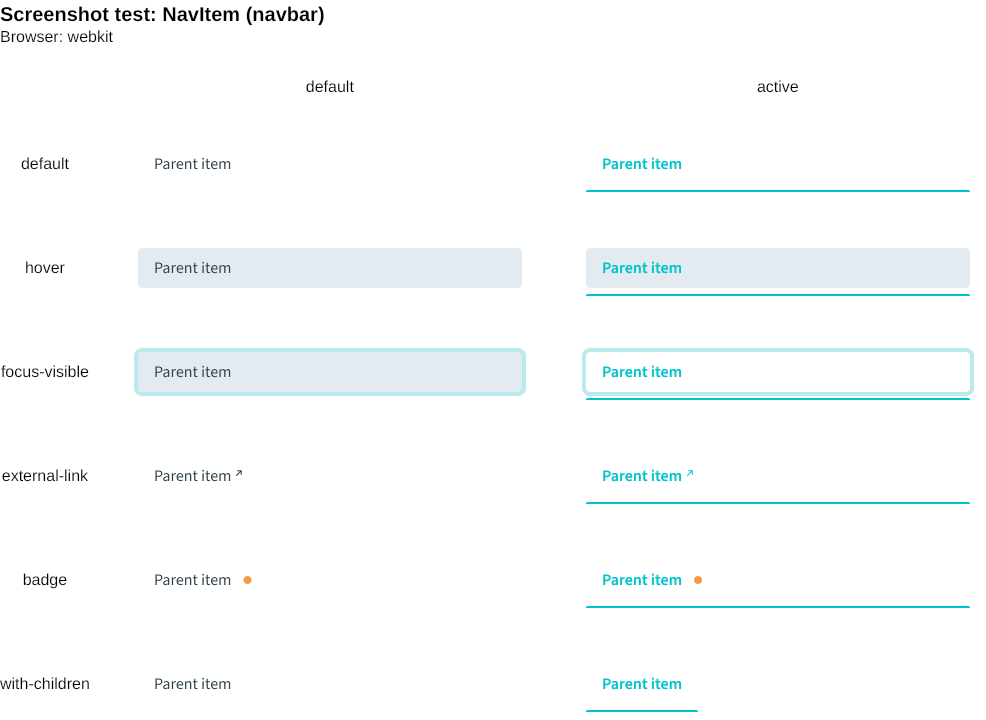 Screenshot test: NavItem (navbar)
Browser: webkit
default active
default Parent item Parent item
hover Parent item Parent item
focus-visible Parent item Parent item
external-link Parent item Parent item
badge Parent item Parent item
with-children Parent item Parent item